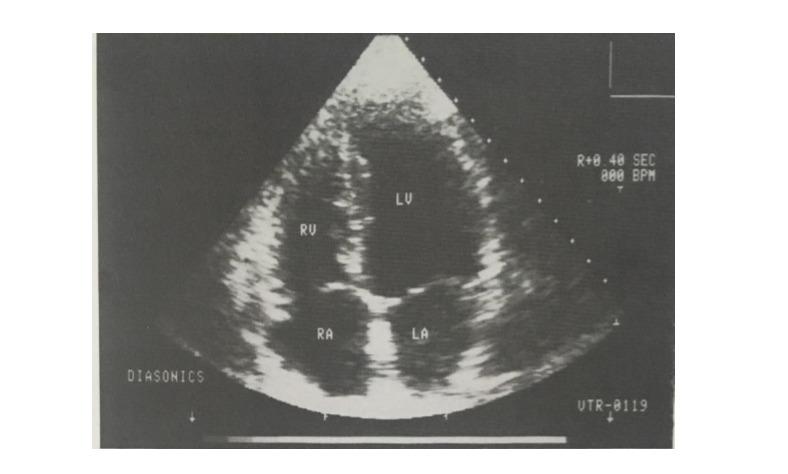 R+0.40 SEC
000 BPM
LV
RV
RA
LA
DIASONICS
VTR-0119